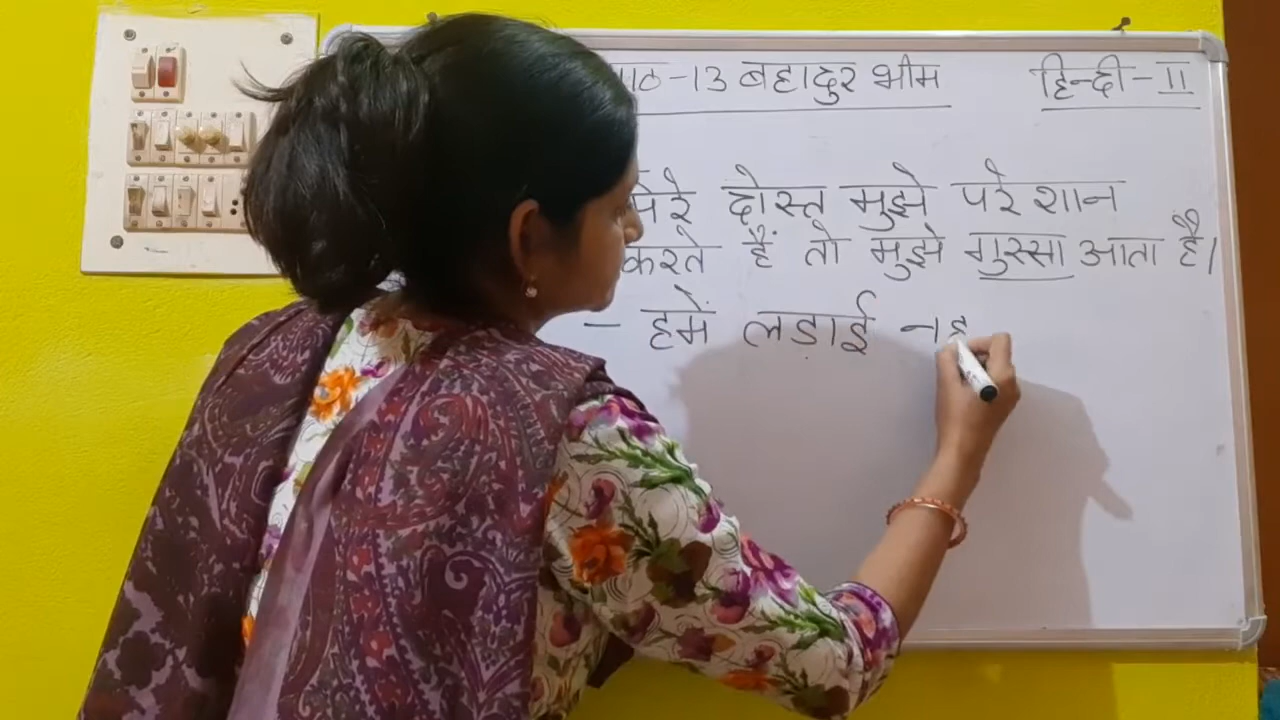 पाठ-13 बहादुर भीम
हिन्दी-II
मेरे दोस्त मुझे परेशान
करते हैं तो मुझे गुस्सा आता है।
- हमें लडाई